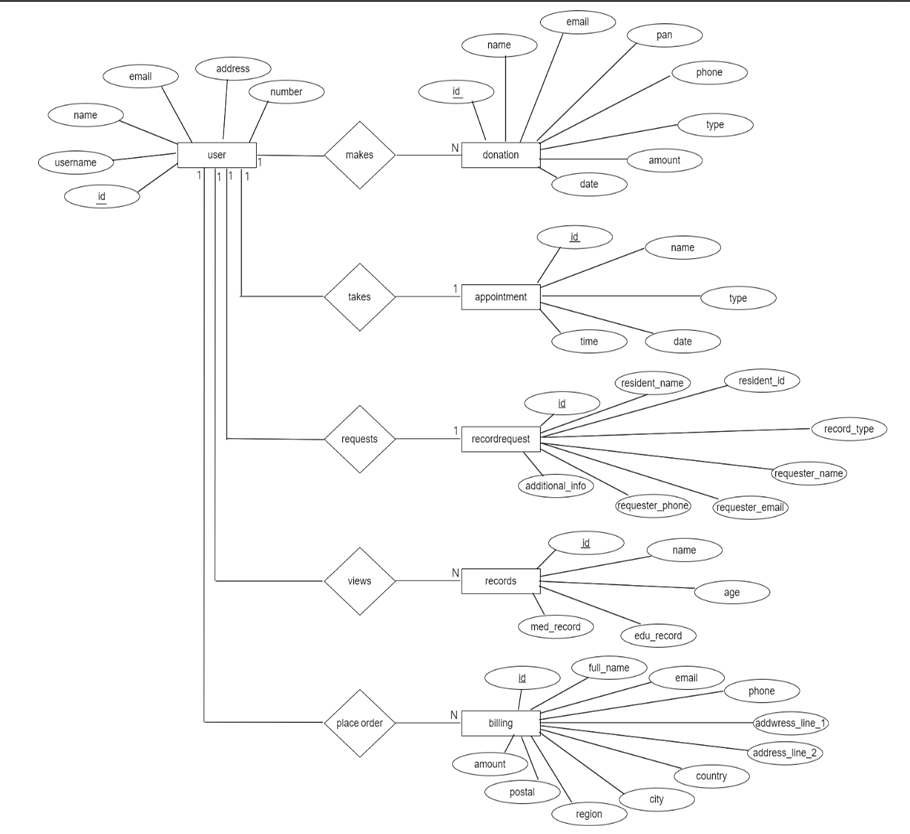 email
address
number
name
username
id
user
1
1
1
1
1
makes
N
id
name
email
pan
phone
type
amount
date
donation
takes
1
appointment
id
name
type
date
time
requests
1
recordrequest
id
resident_name
resident_id
record_type
requester_name
requester_email
requester_phone
additional_info
views
N
records
id
name
age
edu_record
med_record
place order
N
billing
id
full_name
email
phone
addwress_line_1
address_line_2
country
city
region
postal
amount